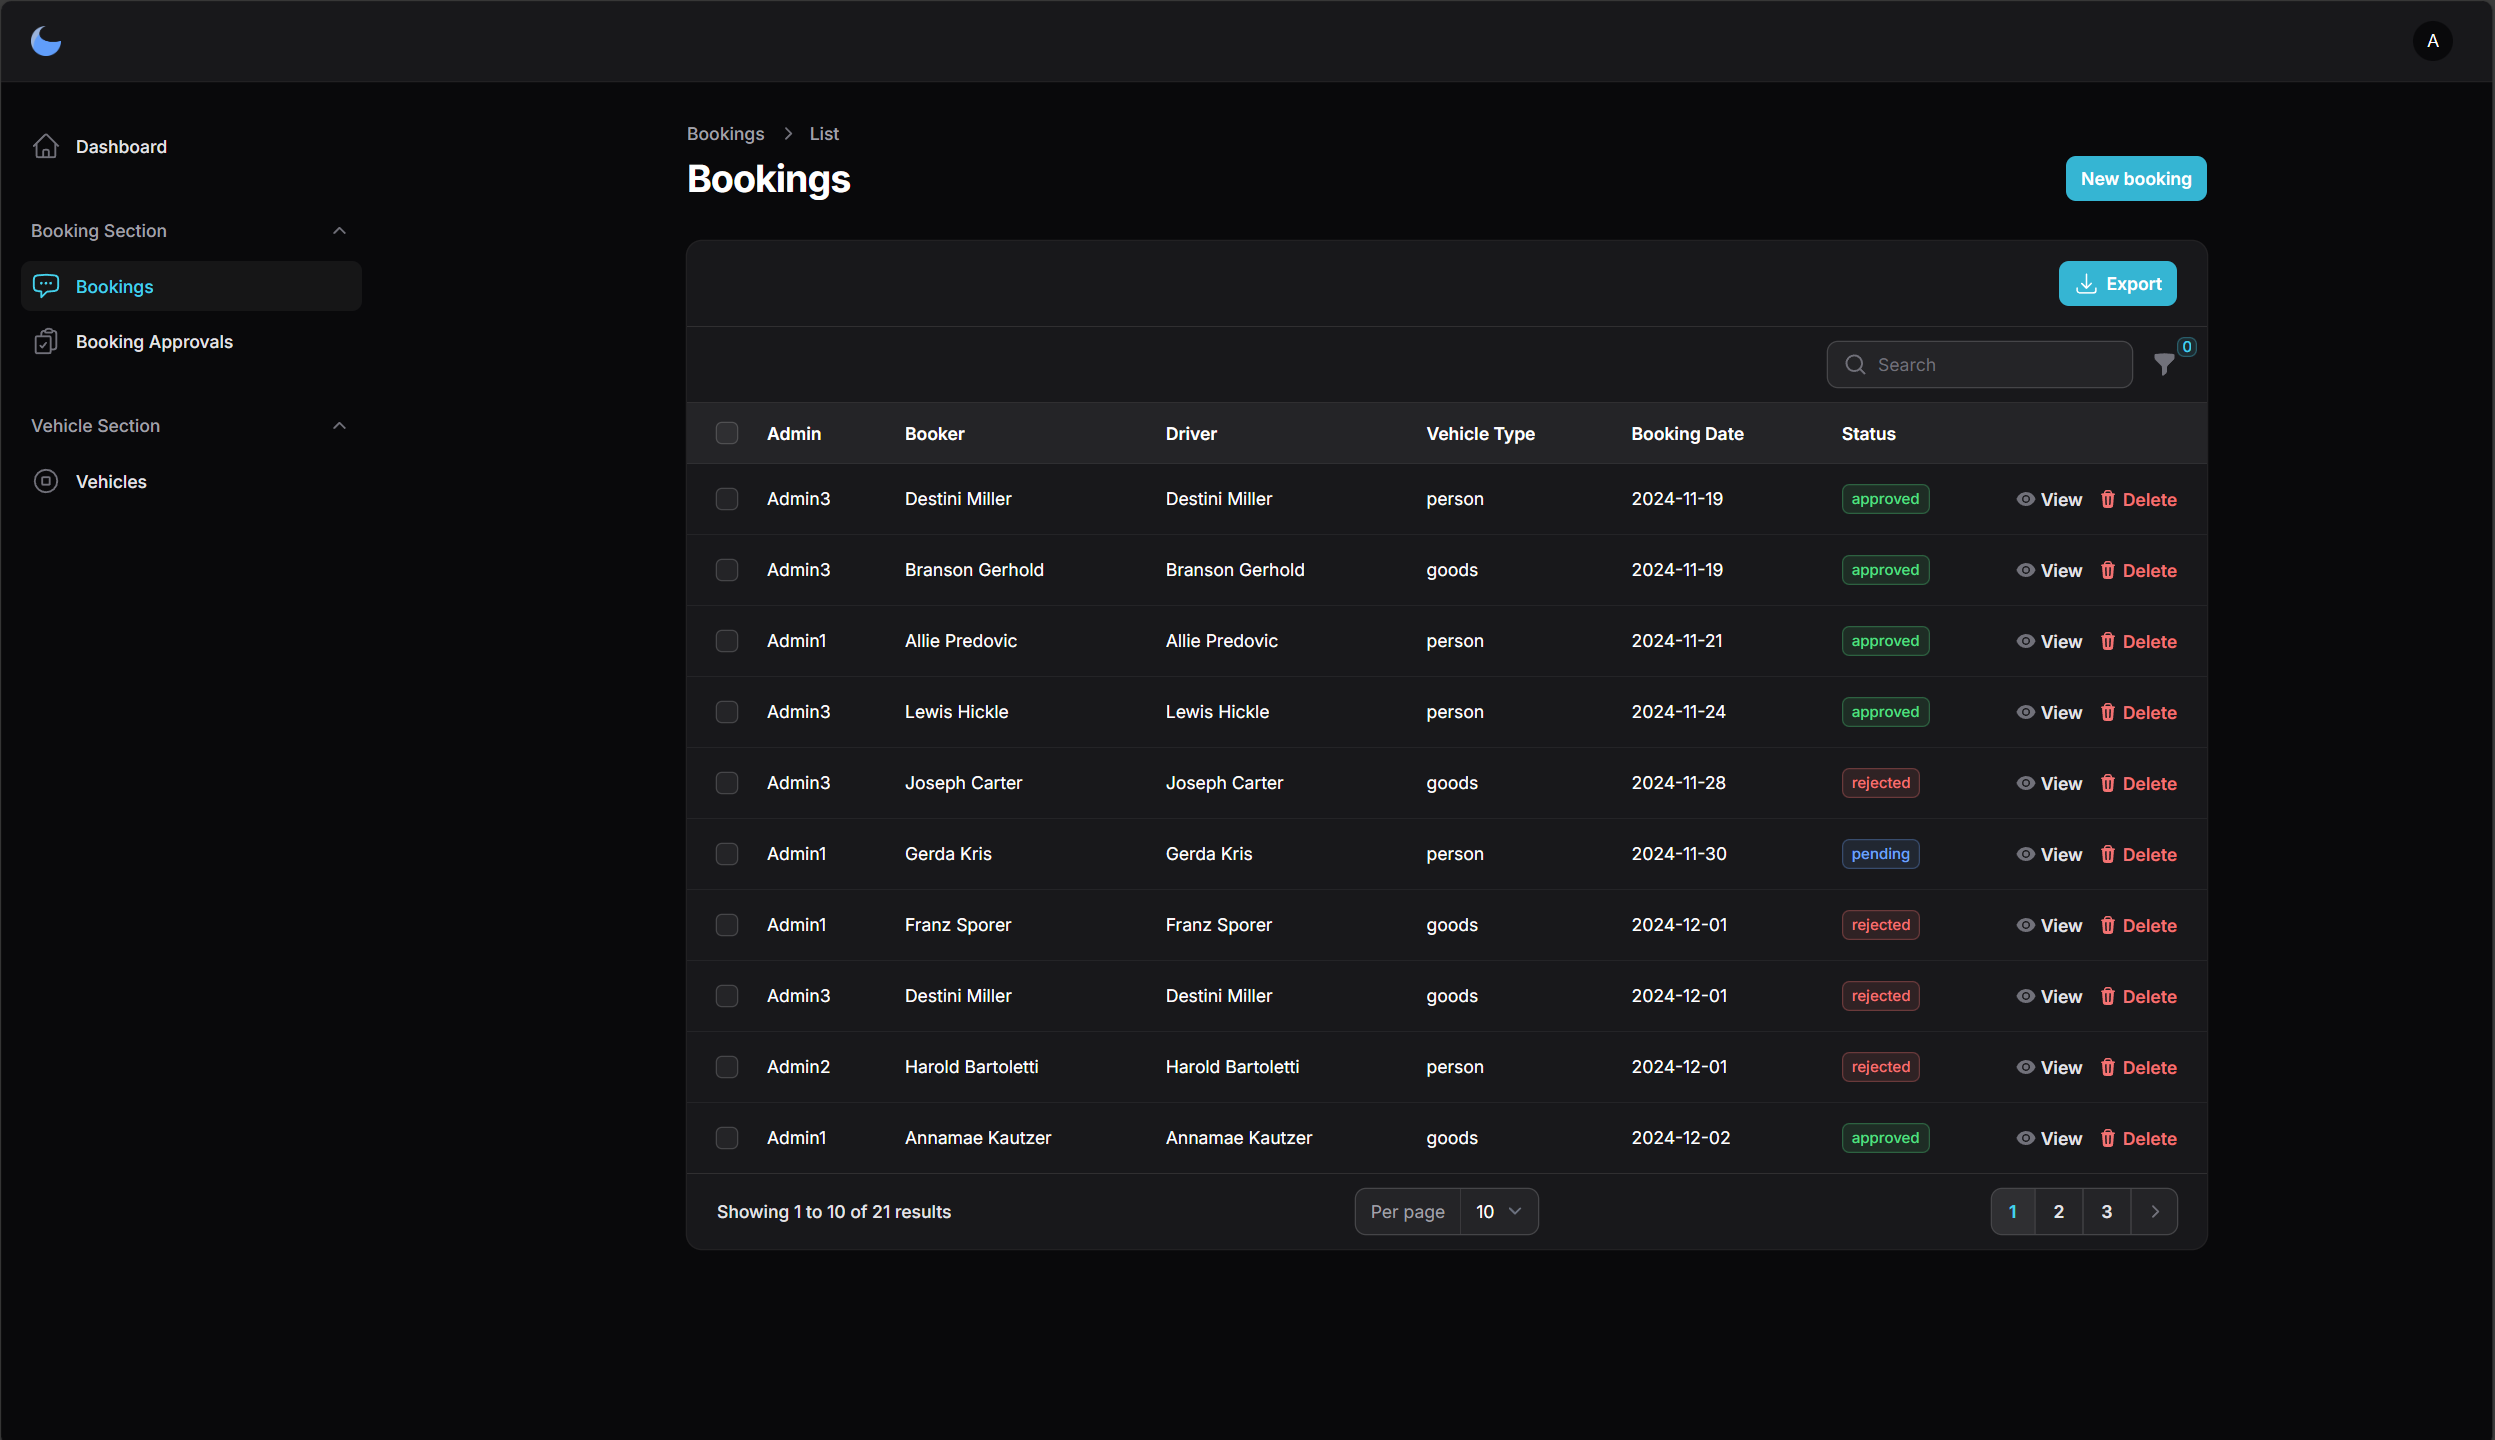 A
Dashboard
Booking Section
Bookings
Booking Approvals
Vehicle Section
Vehicles
Bookings > List
Bookings
New booking
Export
Search
0
Admin Booker Driver Vehicle Type Booking Date Status
Admin3 Destini Miller Destini Miller person 2024-11-19 approved View Delete
Admin3 Branson Gerhold Branson Gerhold goods 2024-11-19 approved View Delete
Admin1 Allie Predovic Allie Predovic person 2024-11-21 approved View Delete
Admin3 Lewis Hickle Lewis Hickle person 2024-11-24 approved View Delete
Admin3 Joseph Carter Joseph Carter goods 2024-11-28 rejected View Delete
Admin1 Gerda Kris Gerda Kris person 2024-11-30 pending View Delete
Admin1 Franz Sporer Franz Sporer goods 2024-12-01 rejected View Delete
Admin3 Destini Miller Destini Miller goods 2024-12-01 rejected View Delete
Admin2 Harold Bartoletti Harold Bartoletti person 2024-12-01 rejected View Delete
Admin1 Annamae Kautzer Annamae Kautzer goods 2024-12-02 approved View Delete
Showing 1 to 10 of 21 results Per page 10 1 2 3